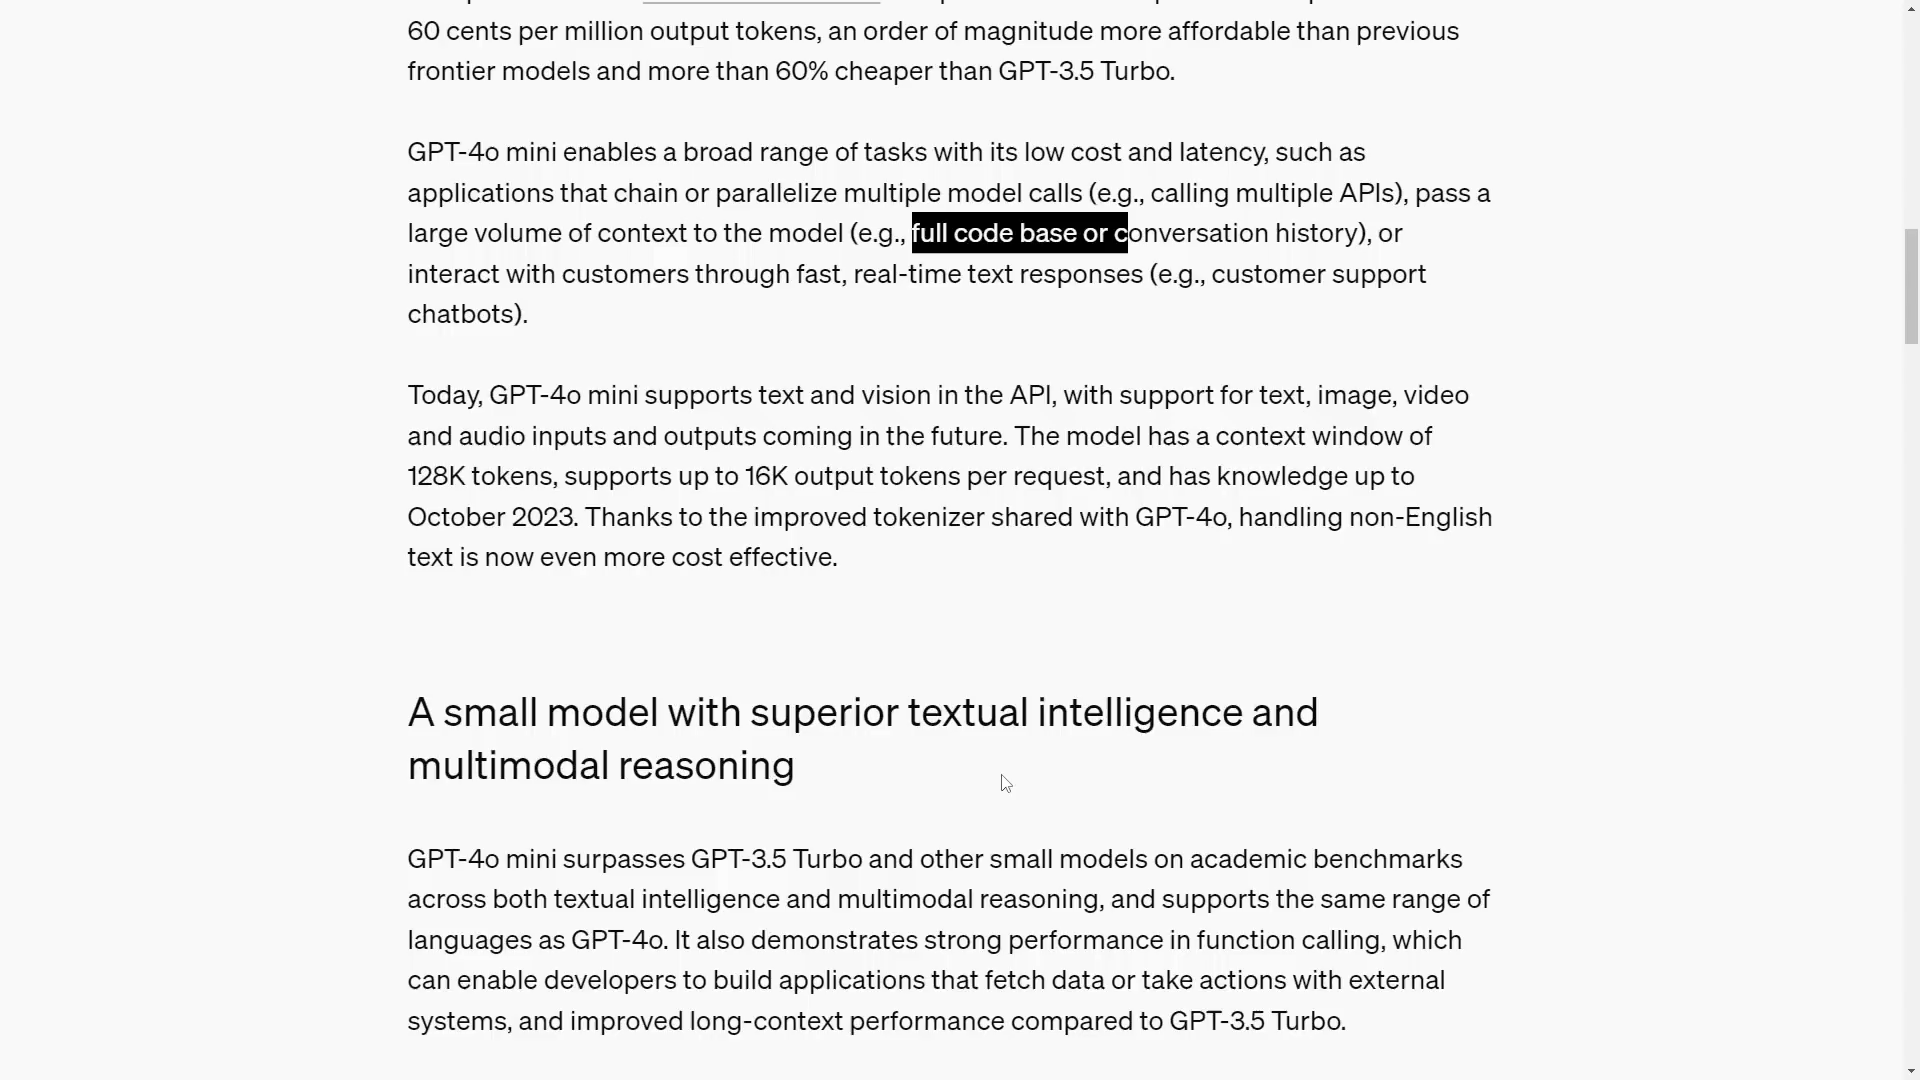 60 cents per million output tokens, an order of magnitude more affordable than previous
frontier models and more than 60% cheaper than GPT-3.5 Turbo.
GPT-4o mini enables a broad range of tasks with its low cost and latency, such as
applications that chain or parallelize multiple model calls (e.g., calling multiple APIs), pass a
large volume of context to the model (e.g., full code base or conversation history), or
interact with customers through fast, real-time text responses (e.g., customer support
chatbots).
Today, GPT-4o mini supports text and vision in the API, with support for text, image, video
and audio inputs and outputs coming in the future. The model has a context window of
128K tokens, supports up to 16K output tokens per request, and has knowledge up to
October 2023. Thanks to the improved tokenizer shared with GPT-4o, handling non-English
text is now even more cost effective.
A small model with superior textual intelligence and
multimodal reasoning
GPT-4o mini surpasses GPT-3.5 Turbo and other small models on academic benchmarks
across both textual intelligence and multimodal reasoning, and supports the same range of
languages as GPT-4o. It also demonstrates strong performance in function calling, which
can enable developers to build applications that fetch data or take actions with external
systems, and improved long-context performance compared to GPT-3.5 Turbo.